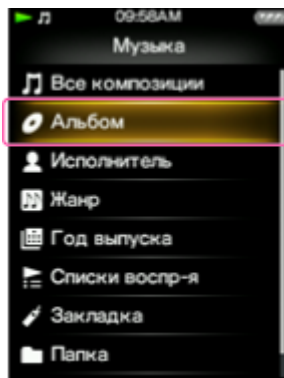 09:58AM
Музыка
Все композиции
Альбом
Исполнитель
Жанр
Год выпуска
Списки воспр-я
Закладка
Папка